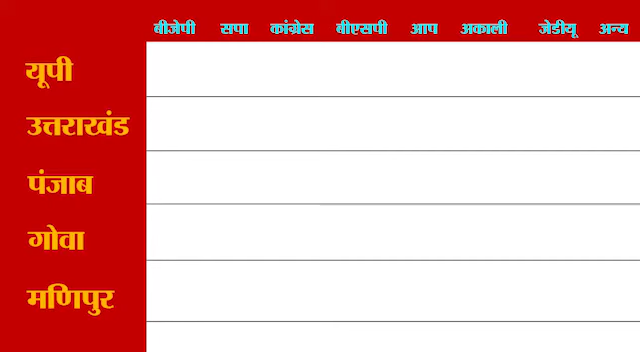 बीजेपी सपा कांग्रेस बीएसपी आप अकाली जेडीयू अन्य
यूपी
उत्तराखंड
पंजाब
गोवा
मणिपुर